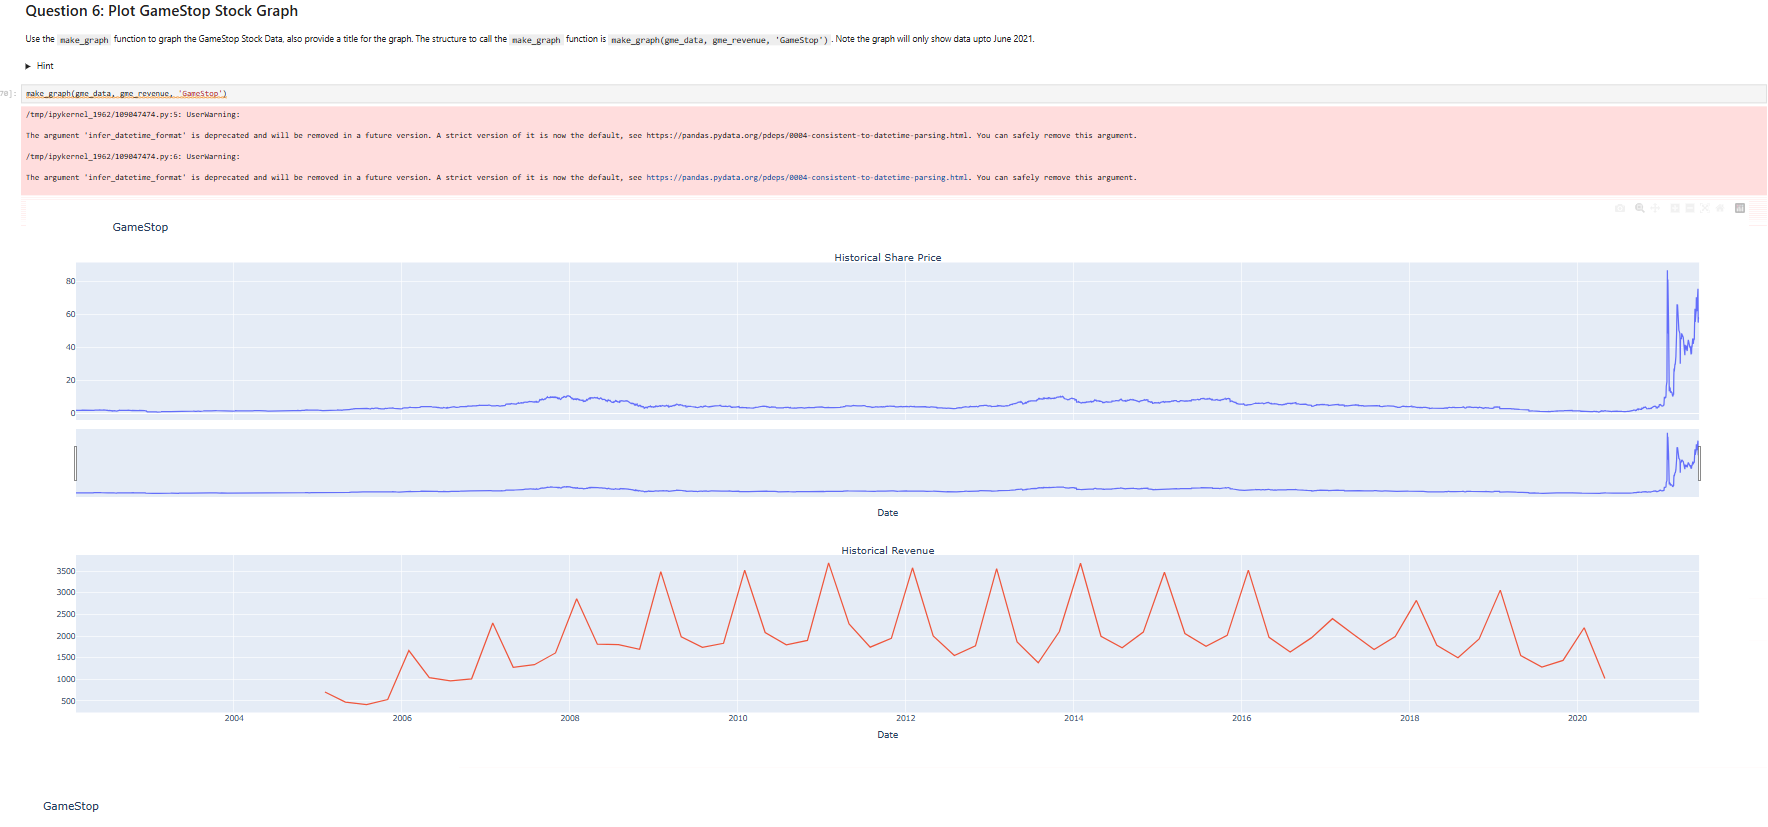 Question 6: Plot GameStop Stock Graph
Use the make_graph function to graph the GameStop Stock Data, also provide a title for the graph. The structure to call the make_graph function is make_graph(gme_data, gme_revenue, 'GameStop'). Note the graph will only show data upto June 2021.
Hint
70]:
make_graph(gme_data, gme_revenue, 'GameStop')
/tmp/ipykernel_1962/109047474.py:5: UserWarning:
The argument 'infer_datetime_format' is deprecated and will be removed in a future version. A strict version of it is now the default, see https://pandas.pydata.org/pdeps/0004-consistent-to-datetime-parsing.html. You can safely remove this argument.
/tmp/ipykernel_1962/109047474.py:6: UserWarning:
The argument 'infer_datetime_format' is deprecated and will be removed in a future version. A strict version of it is now the default, see https://pandas.pydata.org/pdeps/0004-consistent-to-datetime-parsing.html. You can safely remove this argument.
GameStop
Historical Share Price
80
60
40
20
0
Date
Historical Revenue
3500
3000
2500
2000
1500
1000
500
2004 2006 2008 2010 2012 2014 2016 2018 2020
Date
GameStop